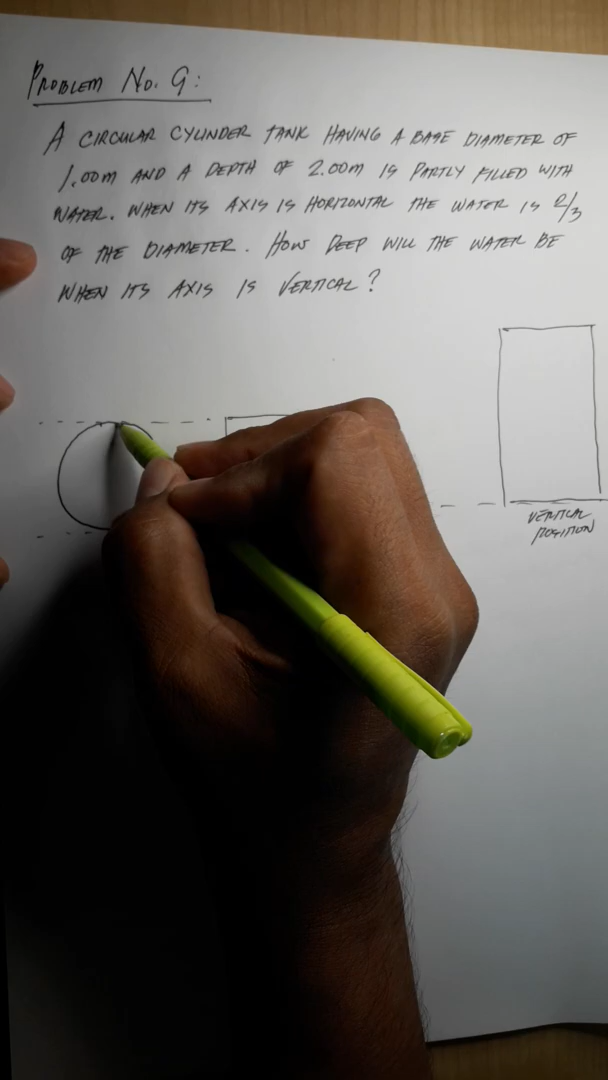 PROBLEM NO. 9:
A CIRCULAR CYLINDER TANK HAVING A BASE DIAMETER OF
1.00M AND A DEPTH OF 2.00M IS PARTLY FILLED WITH
WATER. WHEN ITS AXIS IS HORIZONTAL THE WATER IS 2/3
OF THE DIAMETER. HOW DEEP WILL THE WATER BE
WHEN ITS AXIS IS VERTICAL?
VERTICAL
POSITION